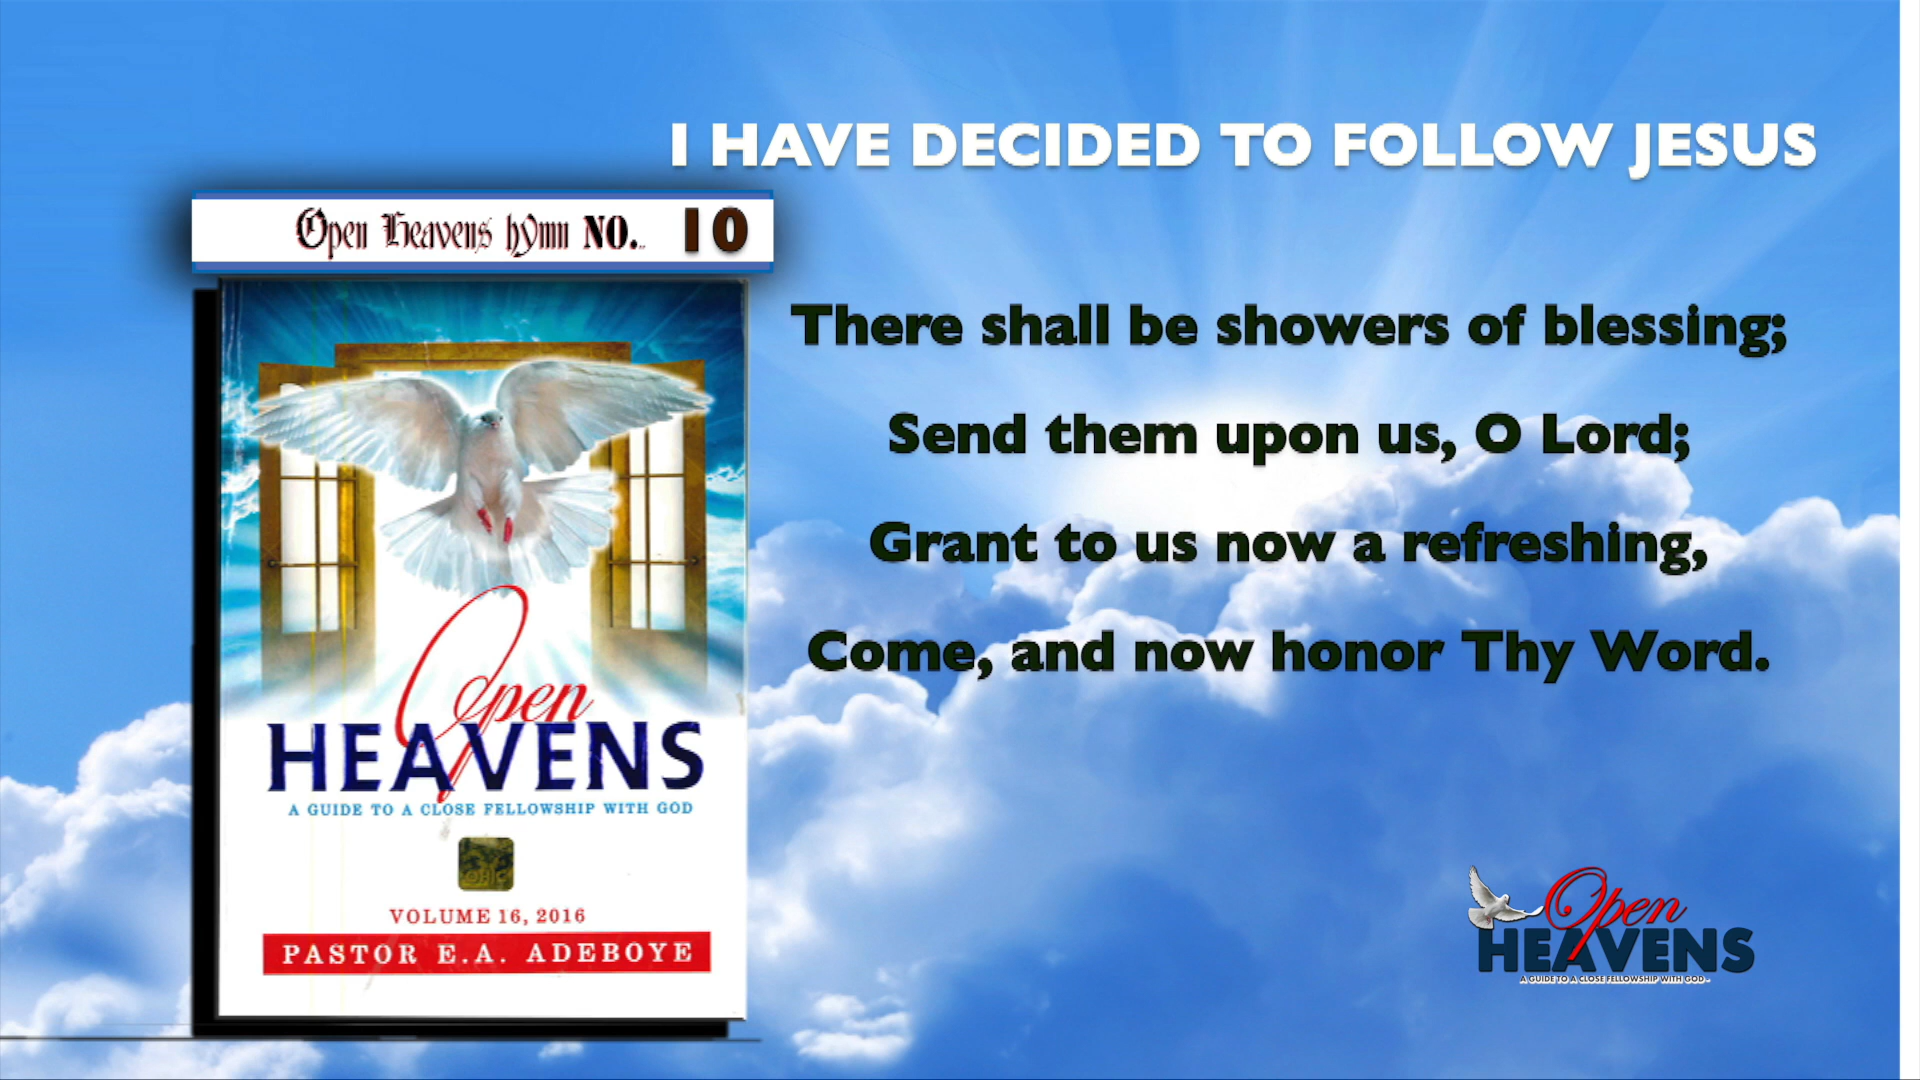 I HAVE DECIDED TO FOLLOW JESUS
Open Heavens hymn NO.. 10
There shall be showers of blessing;
Send them upon us, O Lord;
Grant to us now a refreshing,
Come, and now honor Thy Word.
Open
HEAVENS
A GUIDE TO A CLOSE FELLOWSHIP WITH GOD
VOLUME 16, 2016
PASTOR E.A. ADEBOYE
Open
HEAVENS
A GUIDE TO A CLOSE FELLOWSHIP WITH GOD